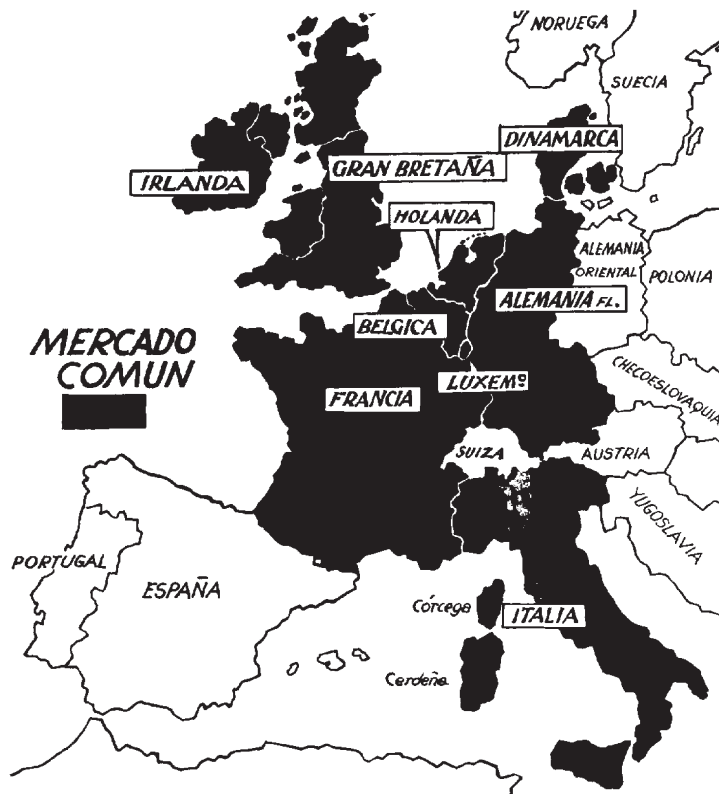 NORUEGA
SUECIA
DINAMARCA
GRAN BRETAÑA
IRLANDA
HOLANDA
ALEMANIA
ORIENTAL
POLONIA
ALEMANIA FL.
BELGICA
MERCADO
COMUN
LUXEMº
CHECOESLOVAQUIA
FRANCIA
SUIZA
AUSTRIA
YUGOSLAVIA
PORTUGAL
ESPAÑA
Córcega
ITALIA
Cerdeña